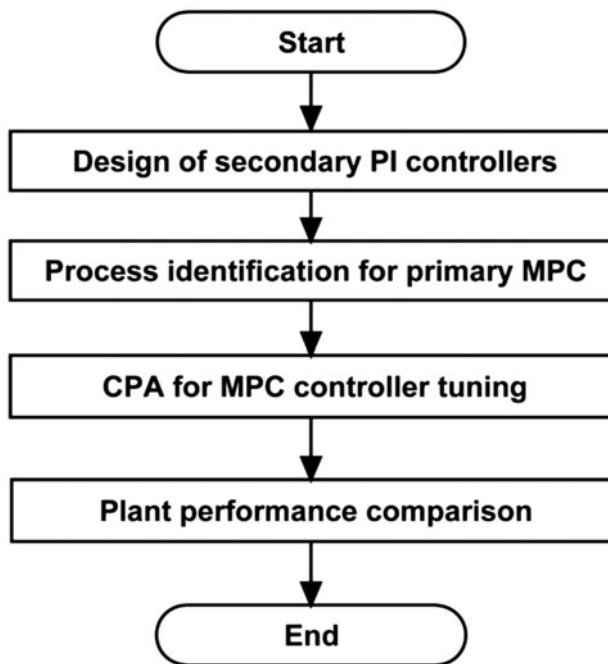 Start
Design of secondary PI controllers
Process identification for primary MPC
CPA for MPC controller tuning
Plant performance comparison
End